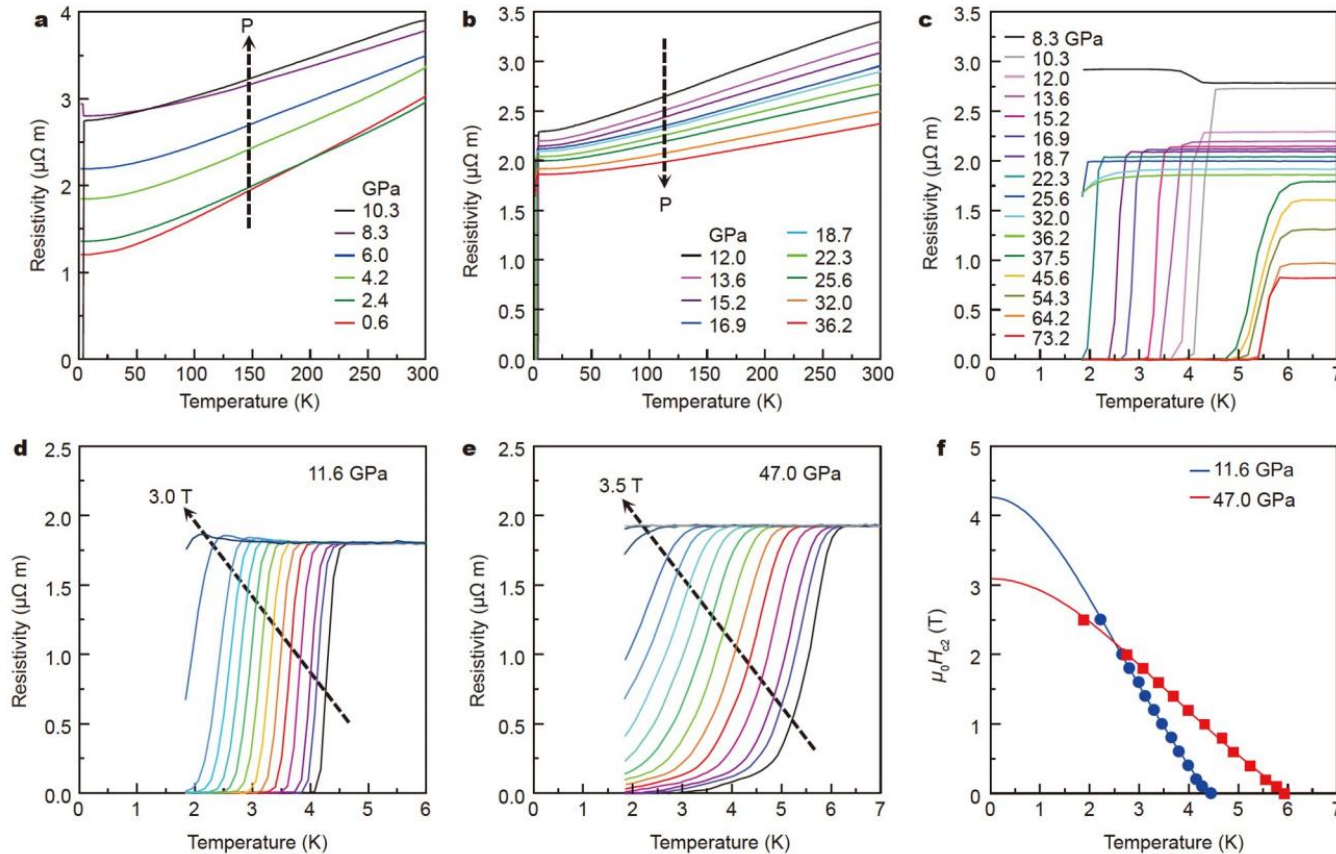 a
P
GPa
10.3
8.3
6.0
4.2
2.4
0.6
Resistivity (μΩ m)
4
3
2
1
0
0 50 100 150 200 250 300
Temperature (K)
b
P
GPa
12.0
13.6
15.2
16.9
18.7
22.3
25.6
32.0
36.2
Resistivity (μΩ m)
3.5
3.0
2.5
2.0
1.5
1.0
0.5
0.0
0 50 100 150 200 250 300
Temperature (K)
c
8.3 GPa
10.3
12.0
13.6
15.2
16.9
18.7
22.3
25.6
32.0
36.2
37.5
45.6
54.3
64.2
73.2
Resistivity (μΩ m)
3.5
3.0
2.5
2.0
1.5
1.0
0.5
0.0
0 1 2 3 4 5 6 7
Temperature (K)
d
11.6 GPa
3.0 T
Resistivity (μΩ m)
2.5
2.0
1.5
1.0
0.5
0.0
0 1 2 3 4 5 6
Temperature (K)
e
47.0 GPa
3.5 T
Resistivity (μΩ m)
2.5
2.0
1.5
1.0
0.5
0.0
0 1 2 3 4 5 6 7
Temperature (K)
f
11.6 GPa
47.0 GPa
μ₀Hc2 (T)
5
4
3
2
1
0
0 1 2 3 4 5 6 7
Temperature (K)